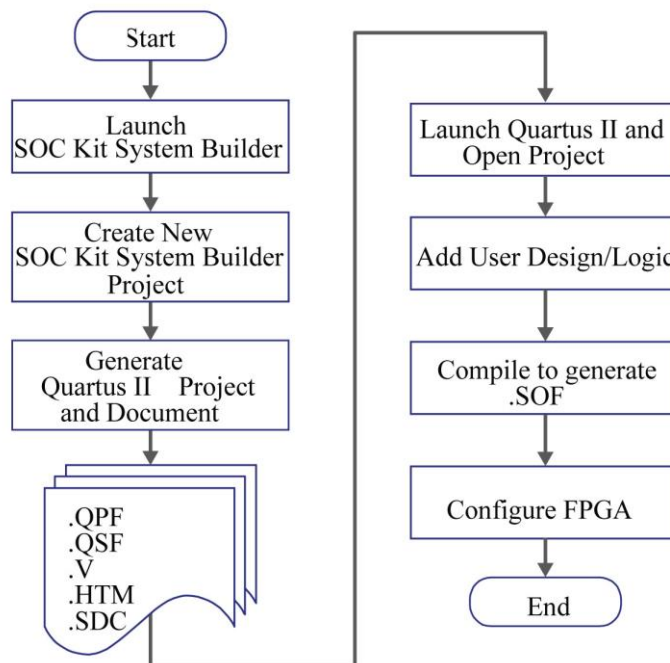 Start
Launch
SOC Kit System Builder
Create New
SOC Kit System Builder
Project
Generate
Quartus II Project
and Document
.QPF
.QSF
.V
.HTM
.SDC
Launch Quartus II and
Open Project
Add User Design/Logic
Compile to generate
.SOF
Configure FPGA
End